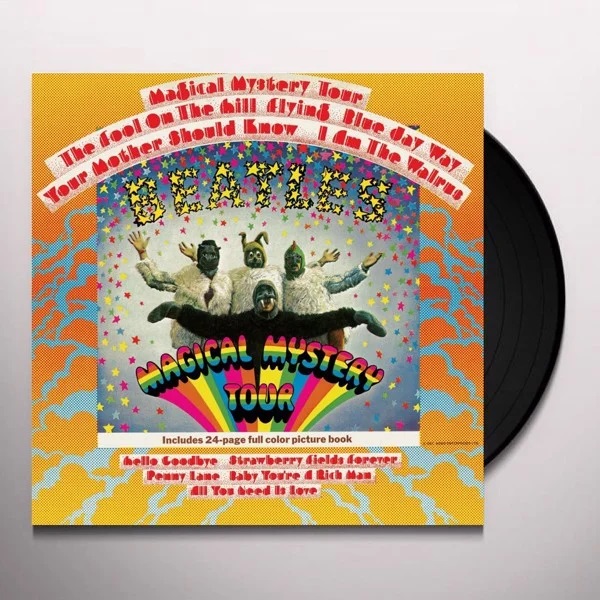 Magical Mystery Tour
The Fool On The Hill Flying Blue Jay Way
Your Mother Should Know I Am The Walrus
BEATLES
MAGICAL MYSTERY
TOUR
Includes 24-page full color picture book
Hello Goodbye Strawberry Fields Forever
Penny Lane Baby You're A Rich Man
All You Need Is Love